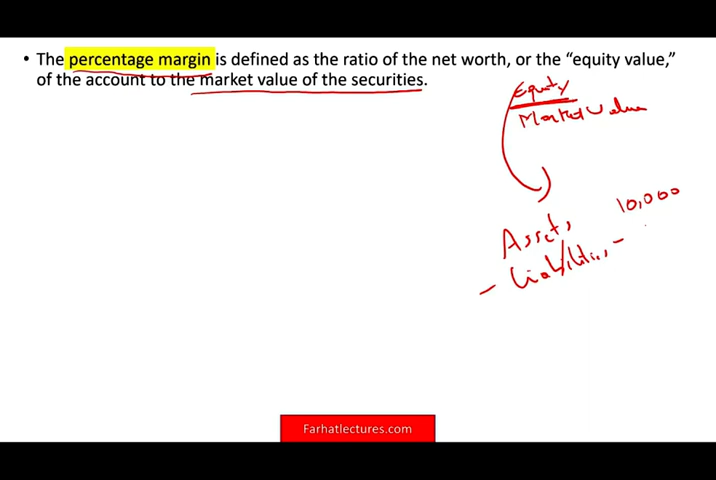 • The percentage margin is defined as the ratio of the net worth, or the “equity value,”
of the account to the market value of the securities.
Equity
Market Value
Assets 10,000
- Liabilities -
Farhatlectures.com